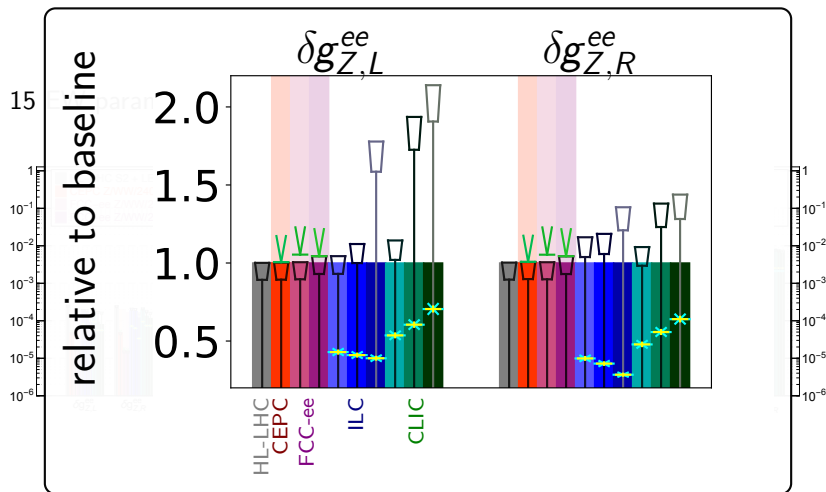 δg^{ee}_{Z,L} δg^{ee}_{Z,R}
15 Eff. param
relative to baseline
2.0
1.5
1.0
0.5
1
10^{-1}
10^{-2}
10^{-3}
10^{-4}
10^{-5}
10^{-6}
1
10^{-1}
10^{-2}
10^{-3}
10^{-4}
10^{-5}
10^{-6}
HL-LHC
CEPC
FCC-ee
ILC
CLIC